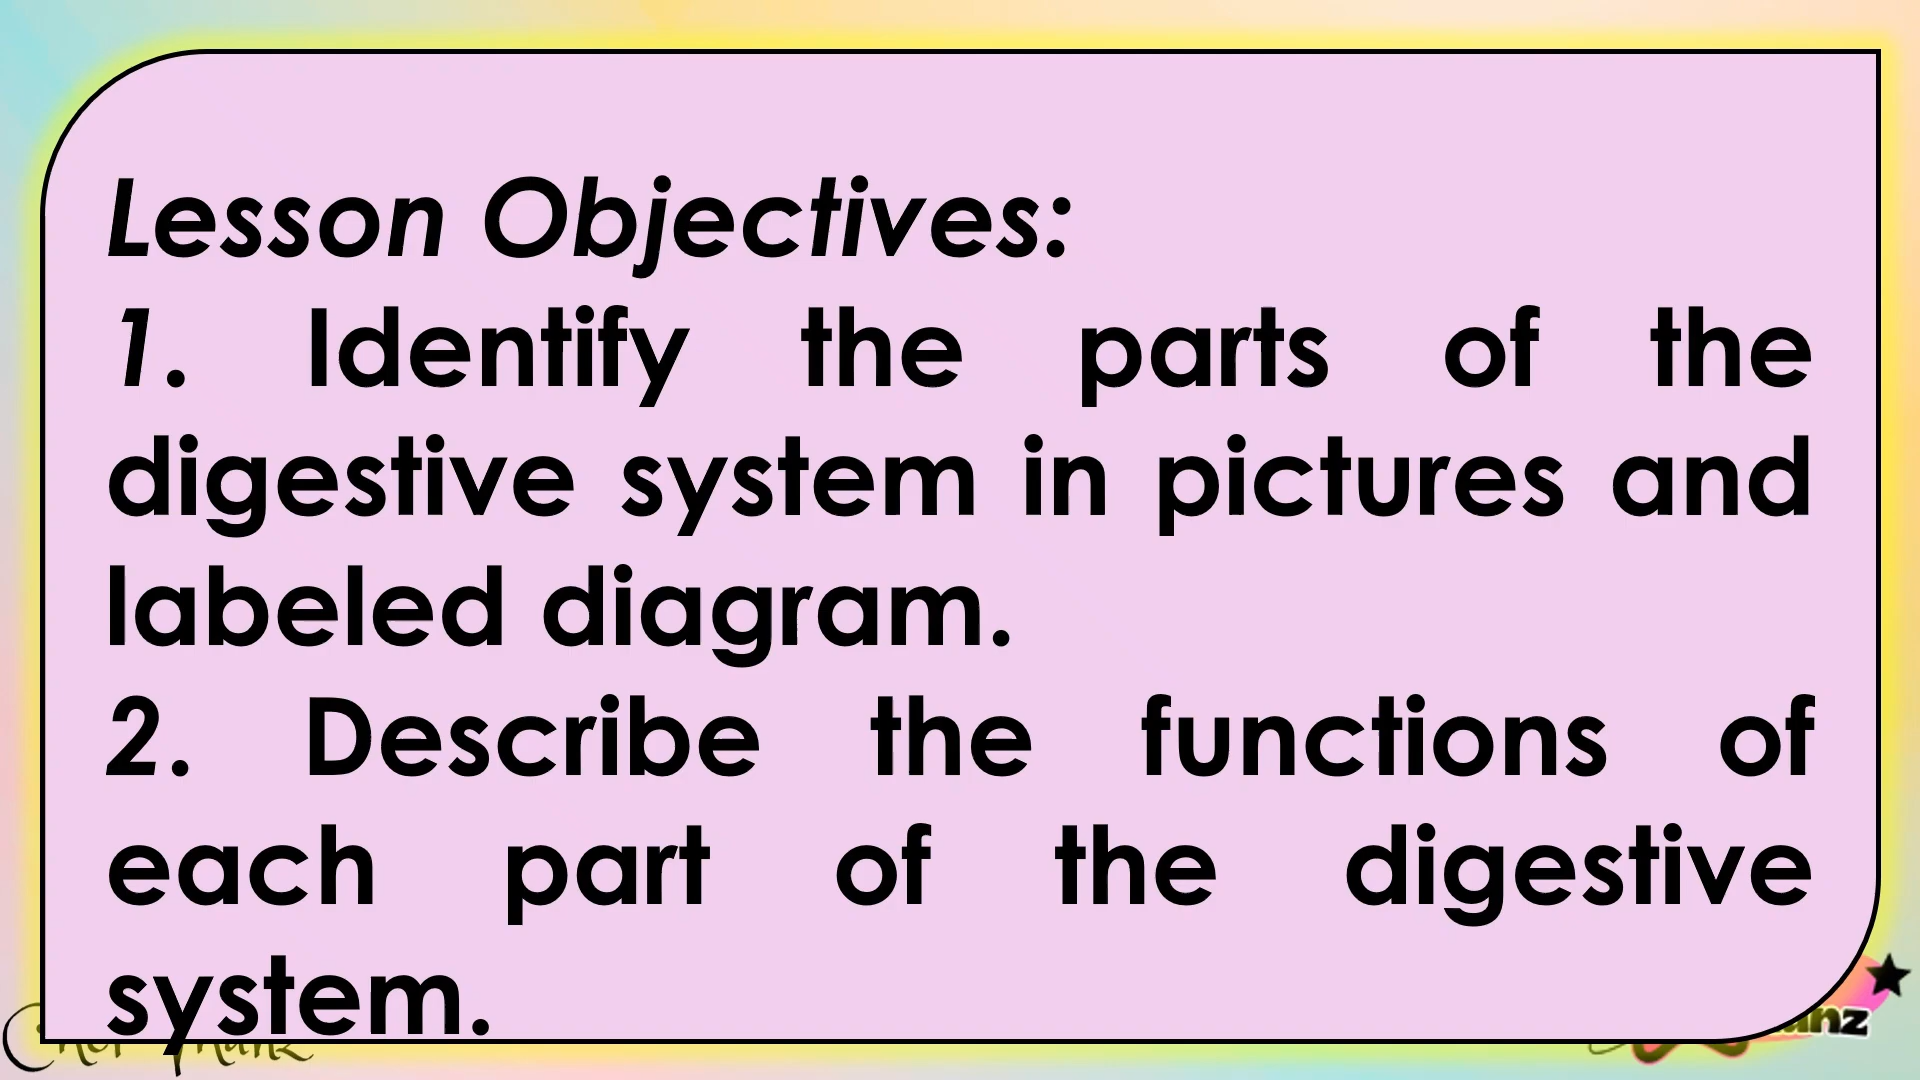 Lesson Objectives:
1. Identify the parts of the
digestive system in pictures and
labeled diagram.
2. Describe the functions of
each part of the digestive
system.